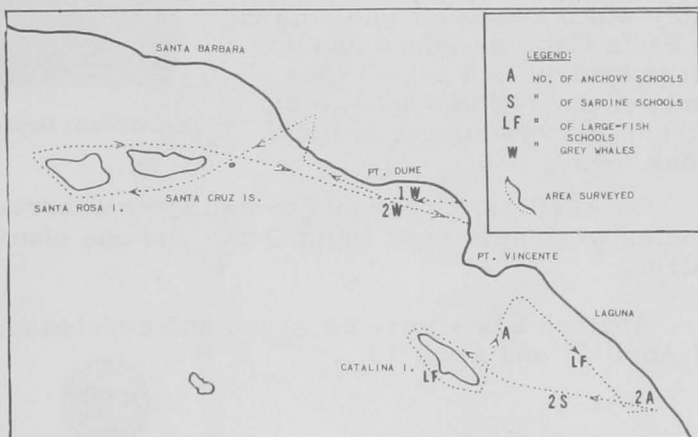 SANTA BARBARA
LEGEND:
A NO. OF ANCHOVY SCHOOLS
S " OF SARDINE SCHOOLS
LF " OF LARGE-FISH
SCHOOLS
W " GREY WHALES
AREA SURVEYED
PT. DUME
1 W
2W
SANTA ROSA I.
SANTA CRUZ IS.
PT. VINCENTE
LAGUNA
A
LF
CATALINA I.
LF
2S
2A